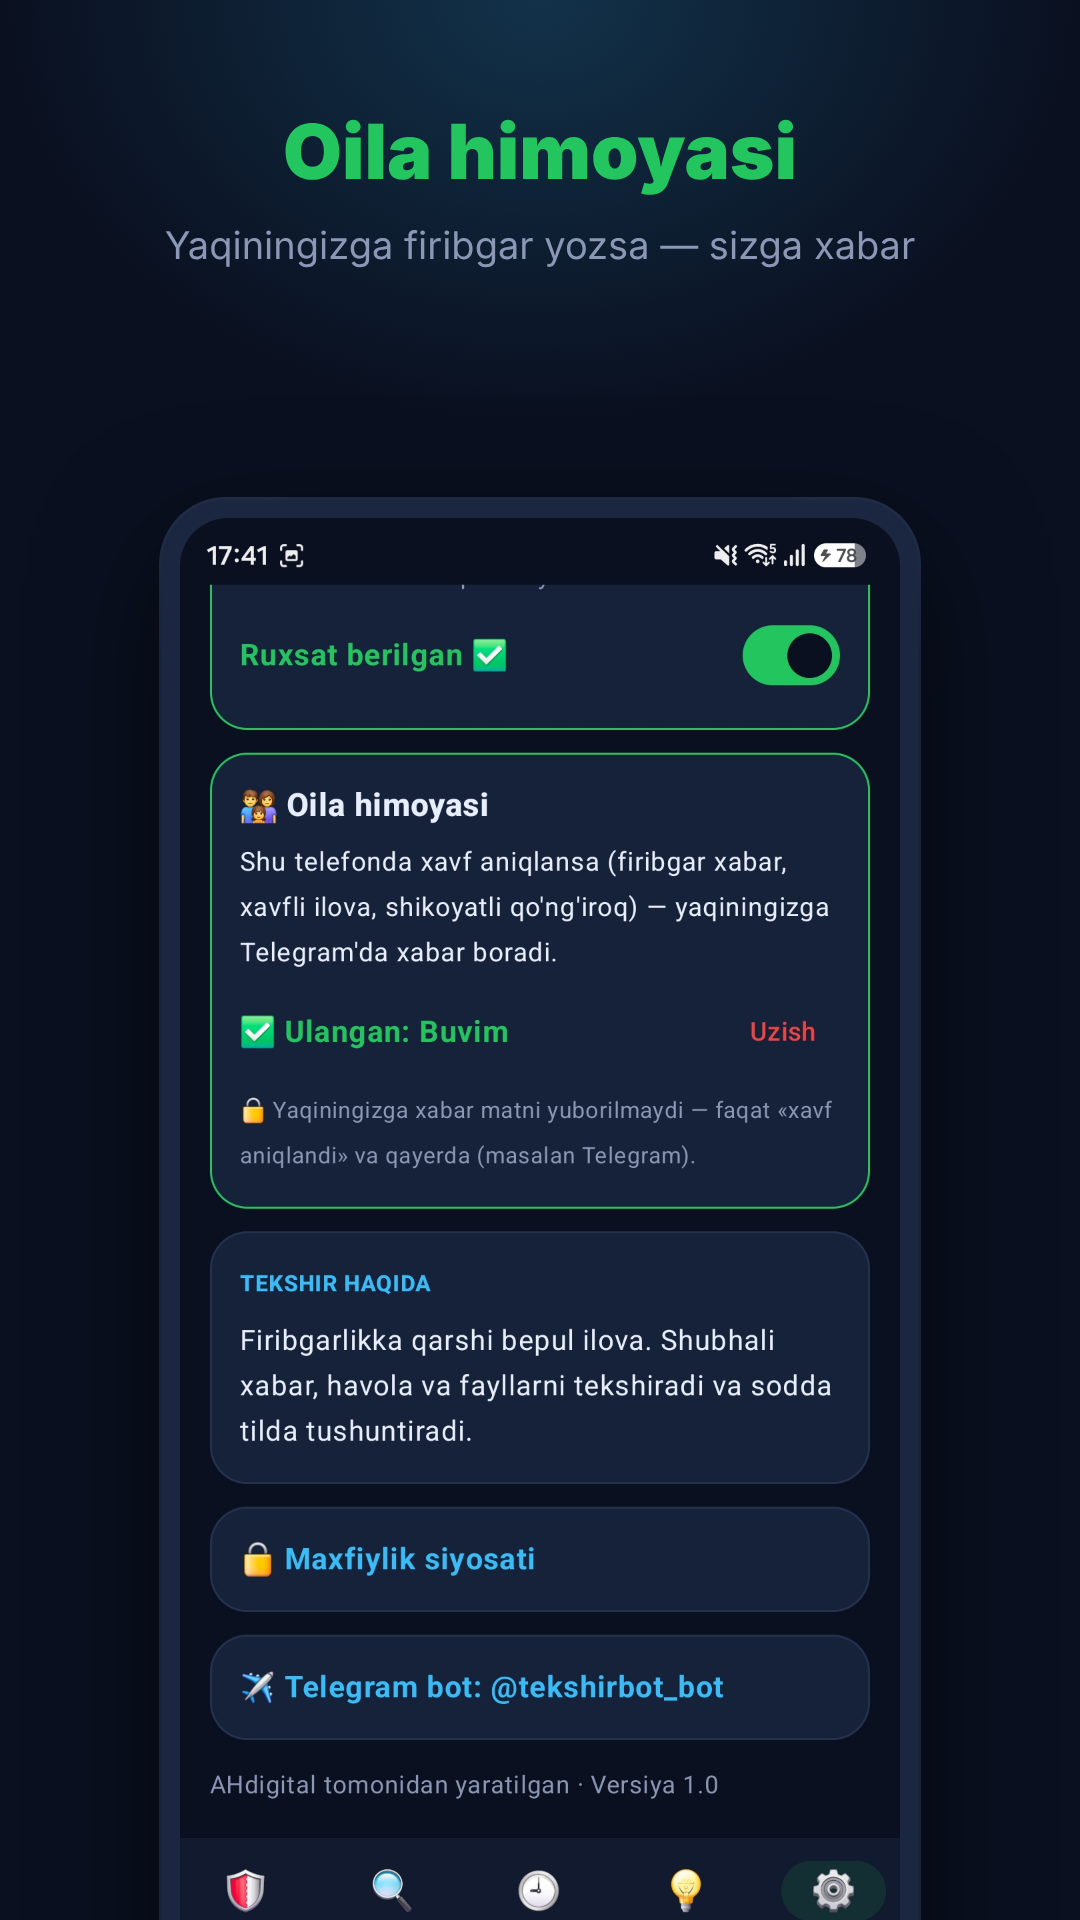 Oila himoyasi
Yaqiningizga firibgar yozsa — sizga xabar
17:41
5
78
Ruxsat berilgan ✅
👨‍👩‍👧 Oila himoyasi
Shu telefonda xavf aniqlansa (firibgar xabar,
xavfli ilova, shikoyatli qo'ng'iroq) — yaqiningizga
Telegram'da xabar boradi.
✅ Ulangan: Buvim
Uzish
🔒 Yaqiningizga xabar matni yuborilmaydi — faqat «xavf
aniqlandi» va qayerda (masalan Telegram).
TEKSHIR HAQIDA
Firibgarlikka qarshi bepul ilova. Shubhali
xabar, havola va fayllarni tekshiradi va sodda
tilda tushuntiradi.
🔒 Maxfiylik siyosati
✈️ Telegram bot: @tekshirbot_bot
AHdigital tomonidan yaratilgan · Versiya 1.0